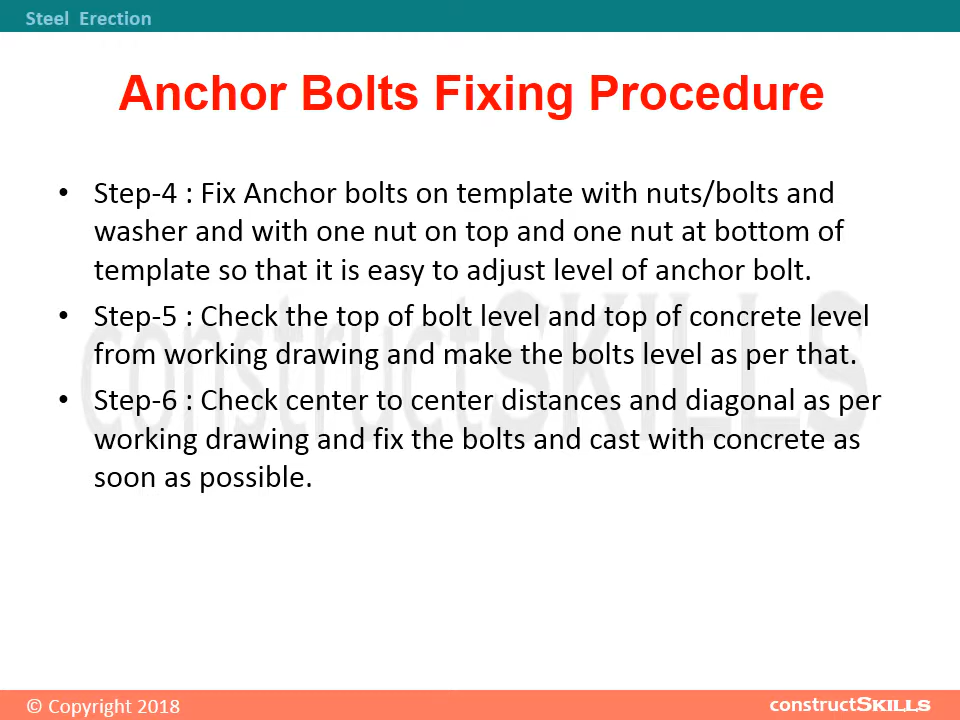 Steel Erection
Anchor Bolts Fixing Procedure
• Step-4 : Fix Anchor bolts on template with nuts/bolts and
washer and with one nut on top and one nut at bottom of
template so that it is easy to adjust level of anchor bolt.
• Step-5 : Check the top of bolt level and top of concrete level
from working drawing and make the bolts level as per that.
• Step-6 : Check center to center distances and diagonal as per
working drawing and fix the bolts and cast with concrete as
soon as possible.
constructSKILLS
© Copyright 2018
constructSKILLS